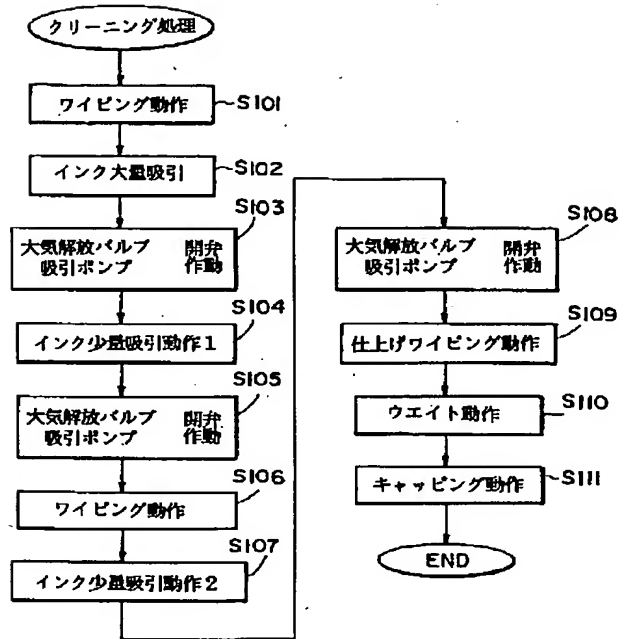 クリーニング処理
ワイピング動作
S101
インク大量吸引
S102
S103
大気解放バルブ 開弁
吸引ポンプ 作動
S104
インク少量吸引動作1
S105
大気解放バルブ 開弁
吸引ポンプ 作動
S106
ワイピング動作
S107
インク少量吸引動作2
S108
大気解放バルブ 開弁
吸引ポンプ 作動
S109
仕上げワイピング動作
S110
ウエイト動作
S111
キャッピング動作
END